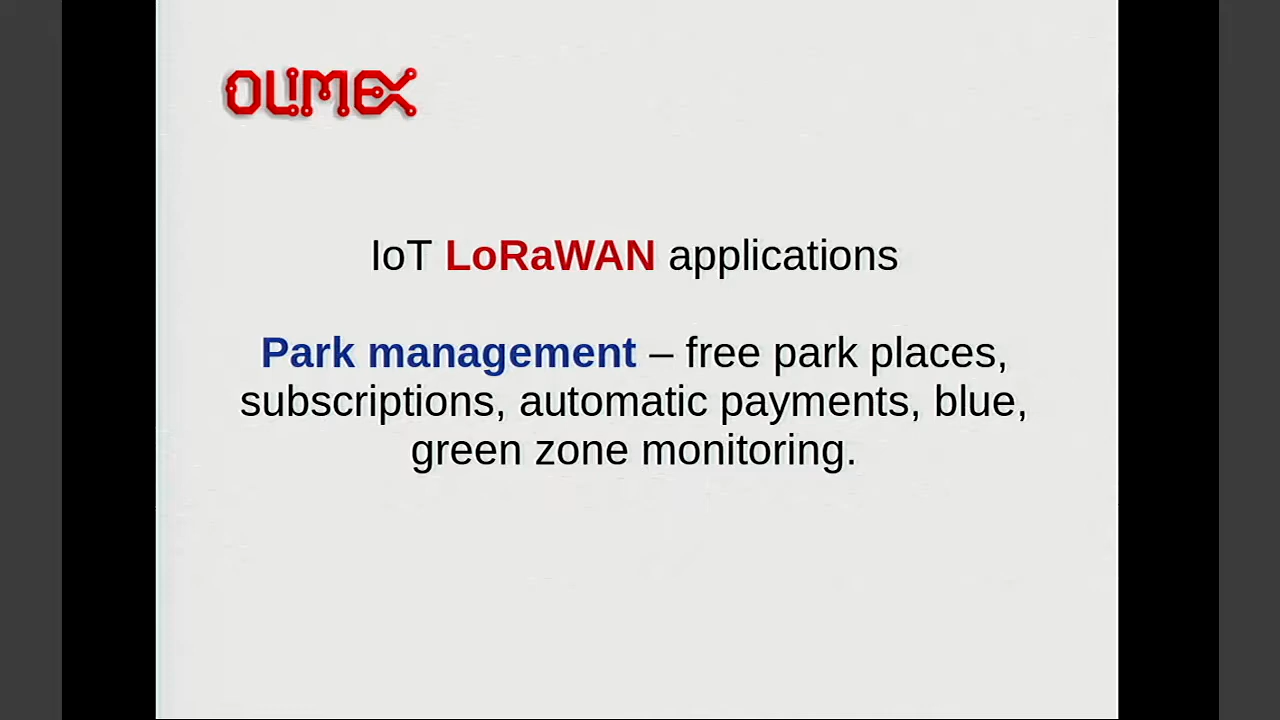 OLIMEX
IoT LoRaWAN applications
Park management – free park places,
subscriptions, automatic payments, blue,
green zone monitoring.